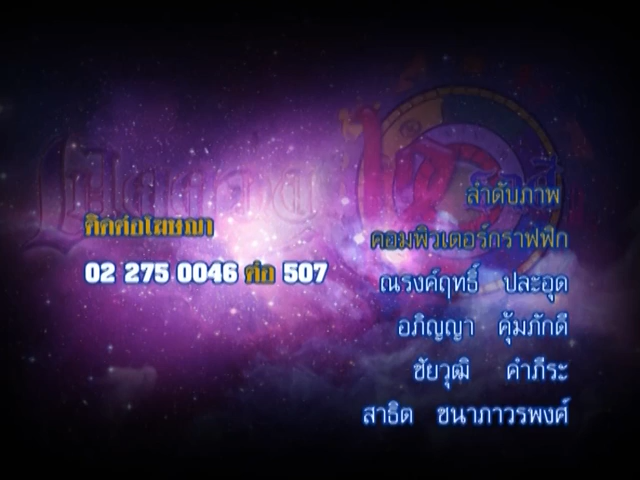 ติดต่อโฆษณา
02 275 0046 ต่อ 507
ลำดับภาพ
คอมพิวเตอร์กราฟฟิก
ณรงค์ฤทธิ์ ปละอุด
อภิญญา คุ้มภักดี
ชัยวุฒิ คำภีระ
สาธิต ชนาภาวรพงศ์